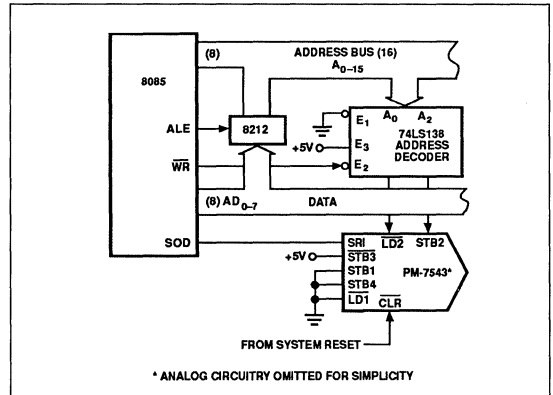 (8) ADDRESS BUS (16)
A0–15
8085
ALE
8212
E1 A0 A2
74LS138
ADDRESS
DECODER
+5V E3
WR
E2
(8) AD0–7 DATA
SOD
SRI LD2 STB2
+5V STB3
STB1
STB4
LD1 CLR
PM-7543*
FROM SYSTEM RESET
* ANALOG CIRCUITRY OMITTED FOR SIMPLICITY